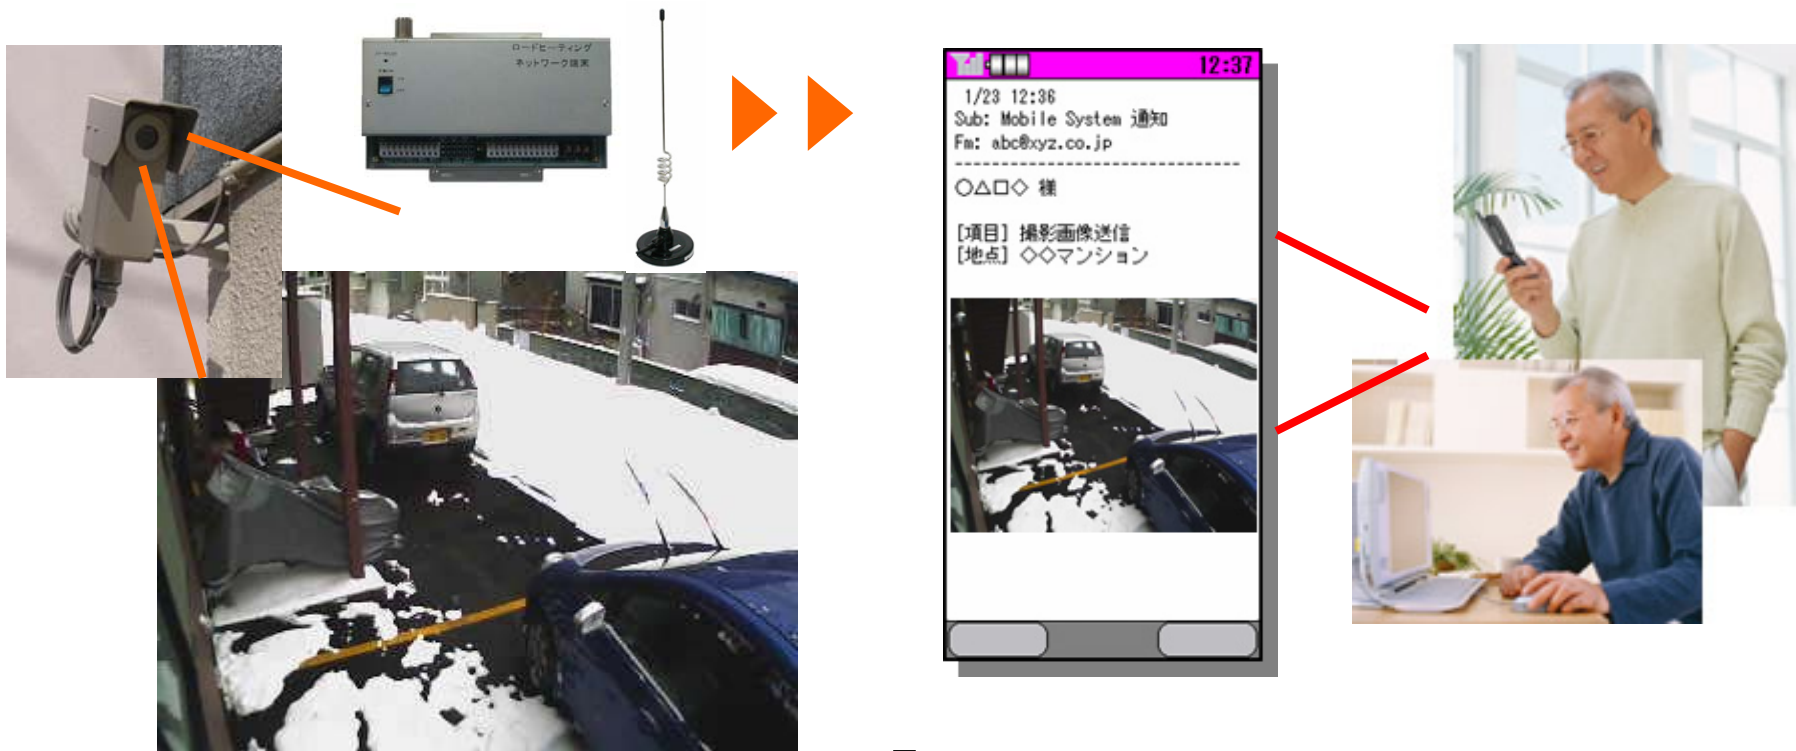 ロードヒーティング
ネットワーク端末
12:37
1/23 12:36
Sub: Mobile System 通知
Fm: abc@xyz.co.jp
------------------------------
○△□◇ 様
[項目] 撮影画像送信
[地点] ◇◇マンション